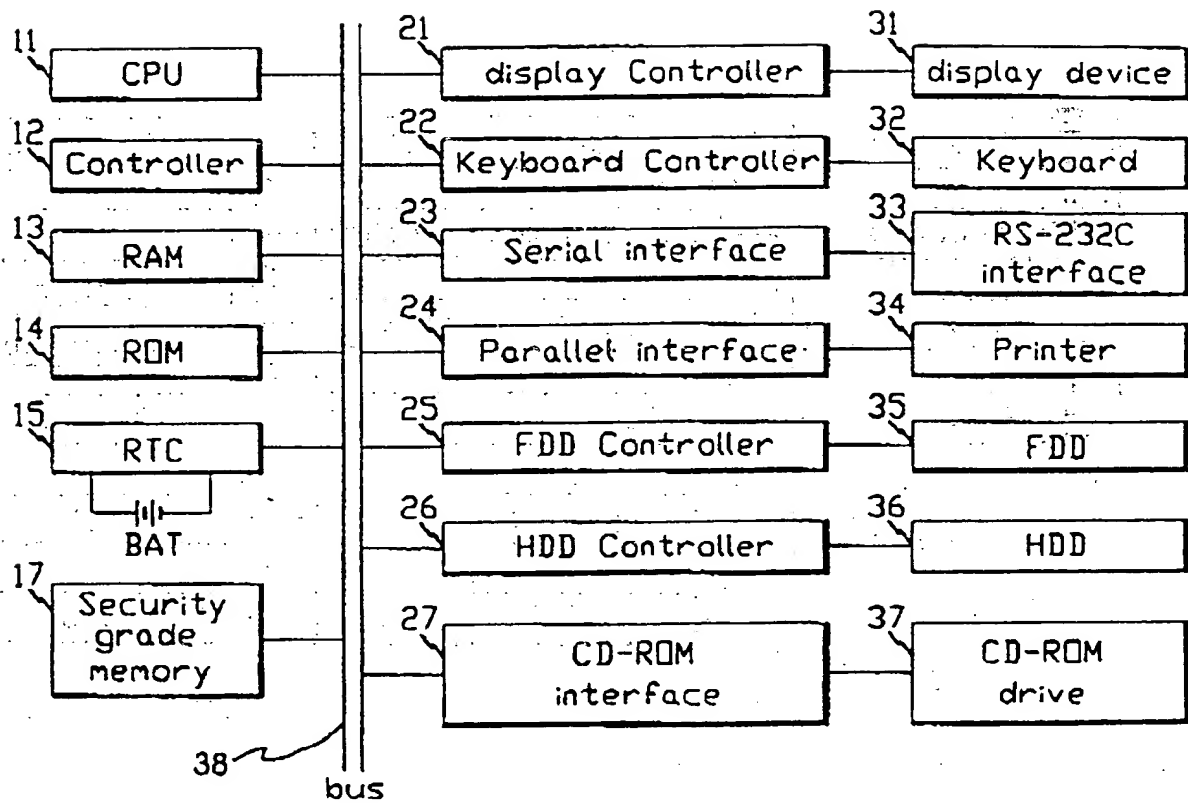 11
CPU
12
Controller
13
RAM
14
ROM
15
RTC
BAT
17
Security
grade
memory
38
bus
21
display Controller
22
Keyboard Controller
23
Serial interface
24
Parallel interface
25
FDD Controller
26
HDD Controller
27
CD-ROM
interface
31
display device
32
Keyboard
33
RS-232C
interface
34
Printer
35
FDD
36
HDD
37
CD-ROM
drive